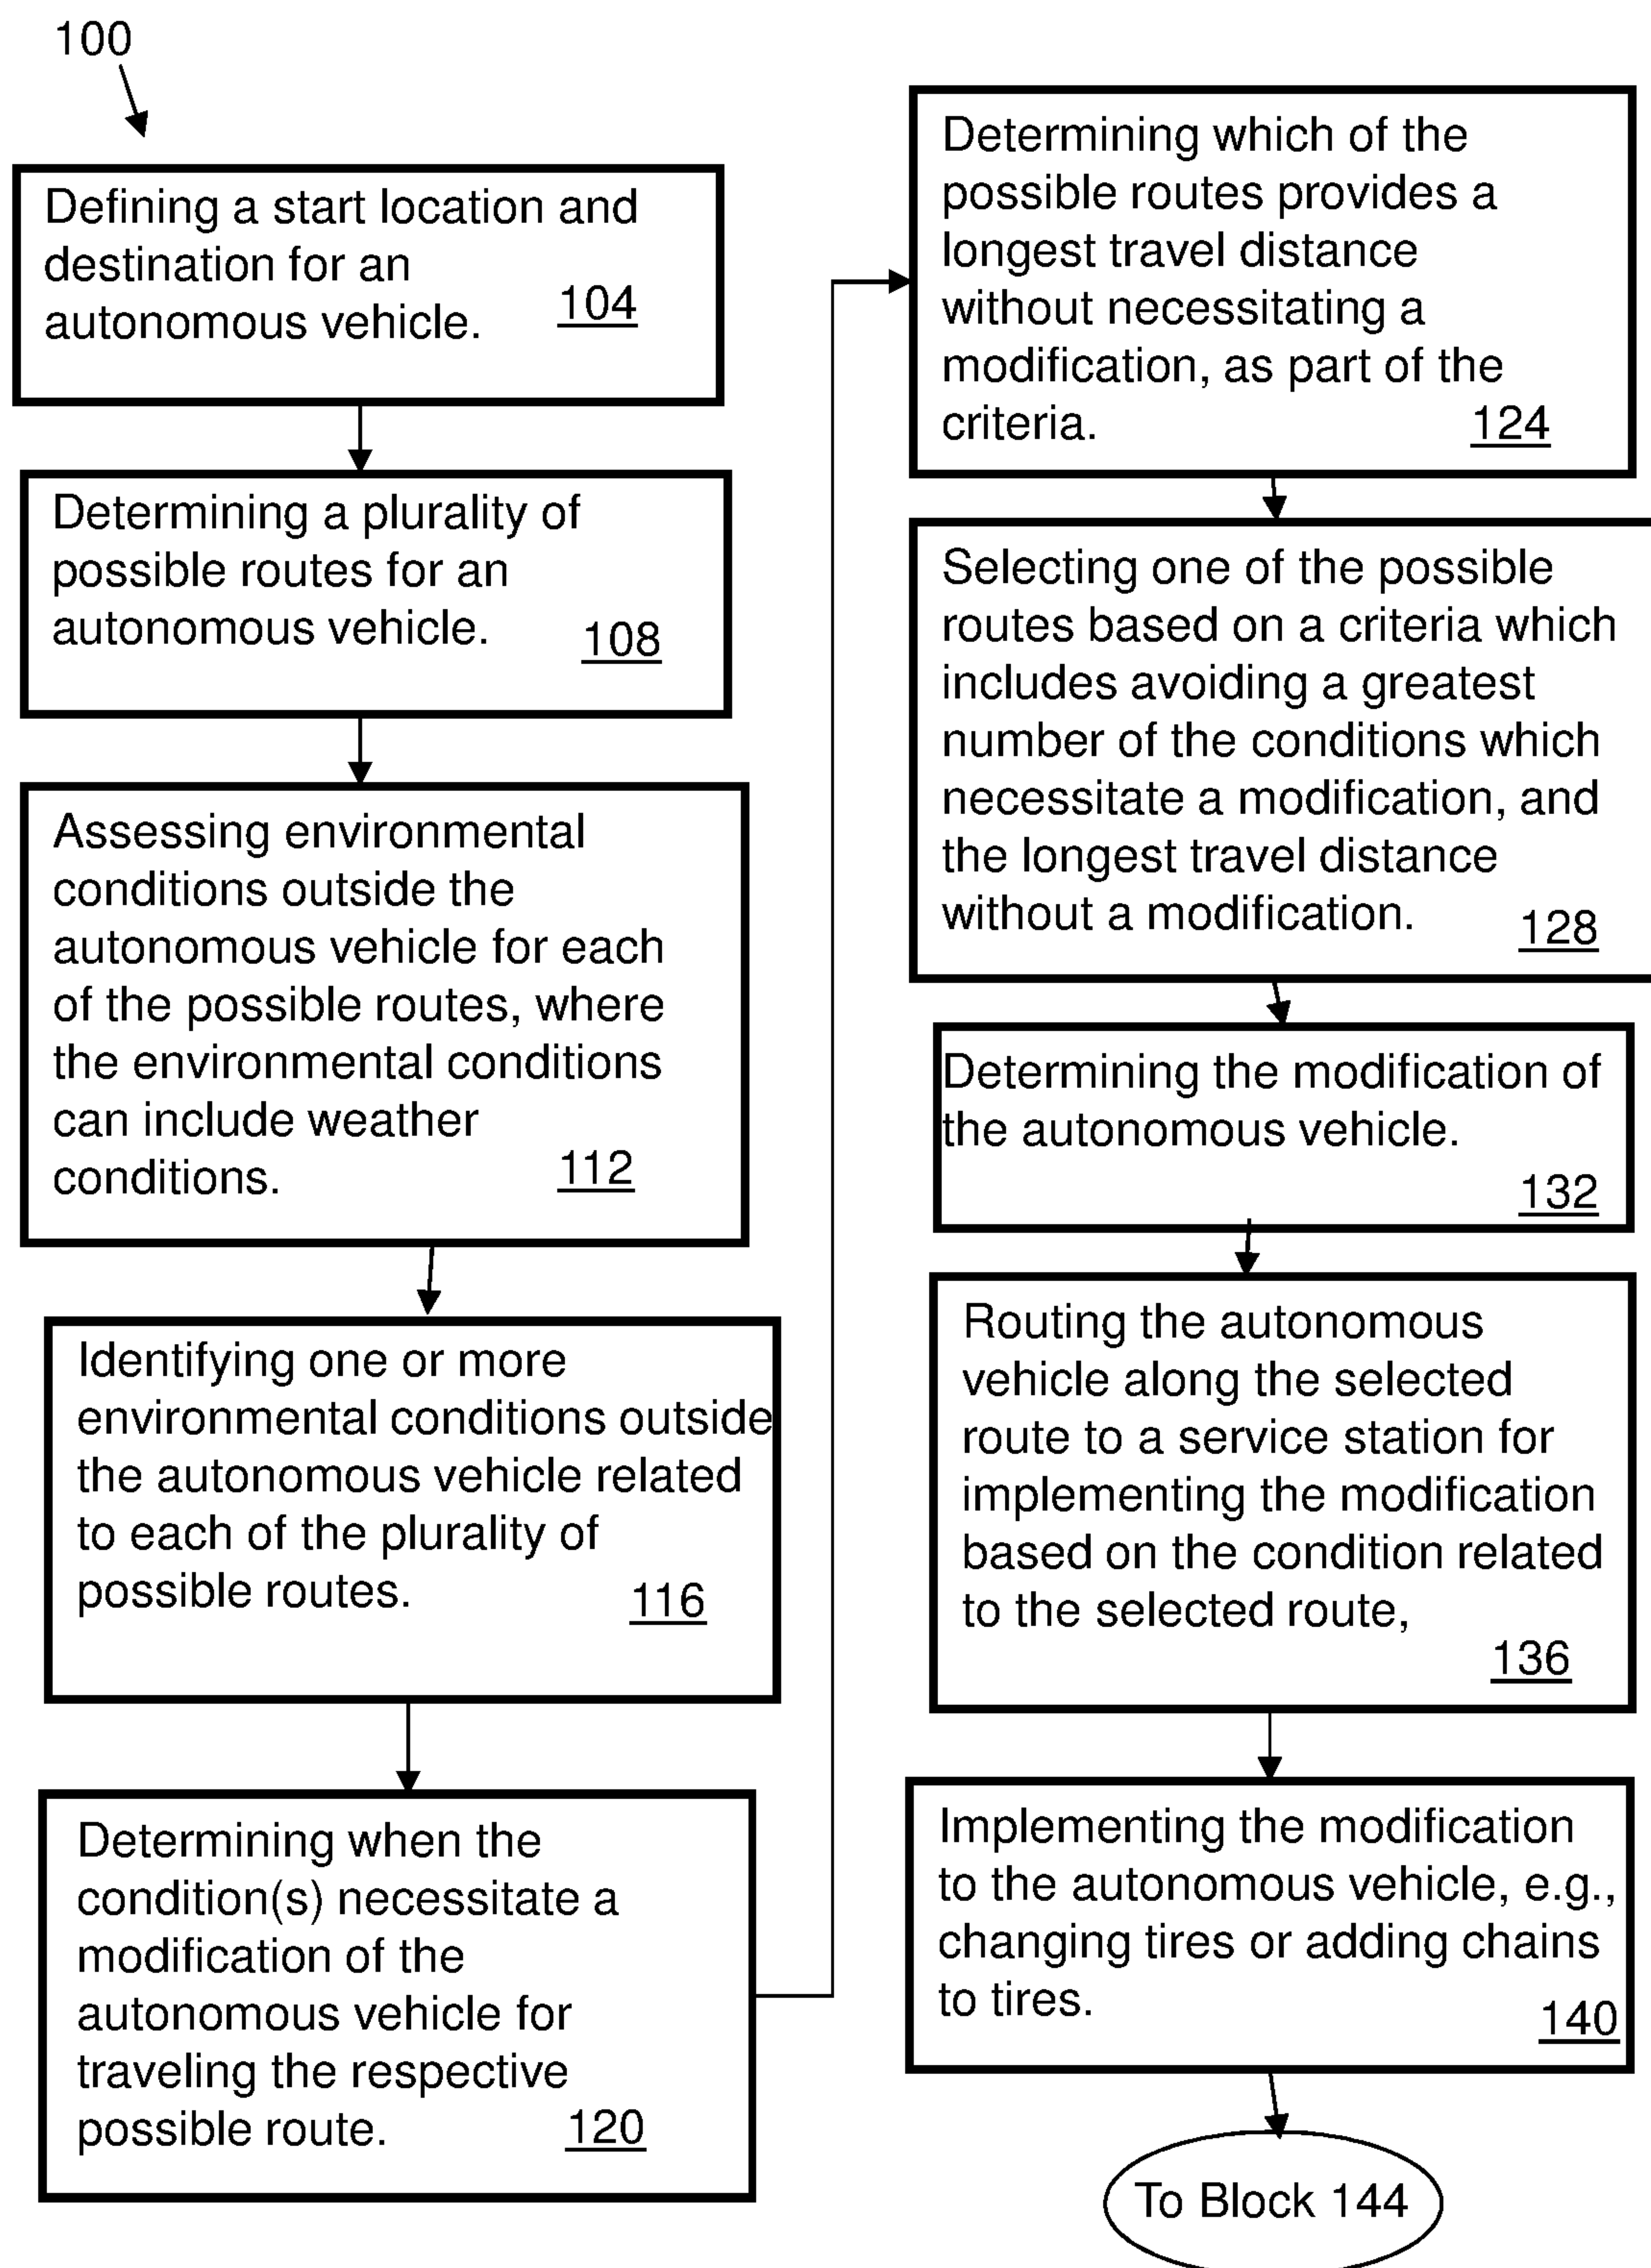 100
Defining a start location and
destination for an
autonomous vehicle. 104
Determining a plurality of
possible routes for an
autonomous vehicle. 108
Assessing environmental
conditions outside the
autonomous vehicle for each
of the possible routes, where
the environmental conditions
can include weather
conditions. 112
Identifying one or more
environmental conditions outside
the autonomous vehicle related
to each of the plurality of
possible routes. 116
Determining when the
condition(s) necessitate a
modification of the
autonomous vehicle for
traveling the respective
possible route. 120
Determining which of the
possible routes provides a
longest travel distance
without necessitating a
modification, as part of the
criteria. 124
Selecting one of the possible
routes based on a criteria which
includes avoiding a greatest
number of the conditions which
necessitate a modification, and
the longest travel distance
without a modification. 128
Determining the modification of
the autonomous vehicle.
132
Routing the autonomous
vehicle along the selected
route to a service station for
implementing the modification
based on the condition related
to the selected route,
136
Implementing the modification
to the autonomous vehicle, e.g.,
changing tires or adding chains
to tires. 140
To Block 144